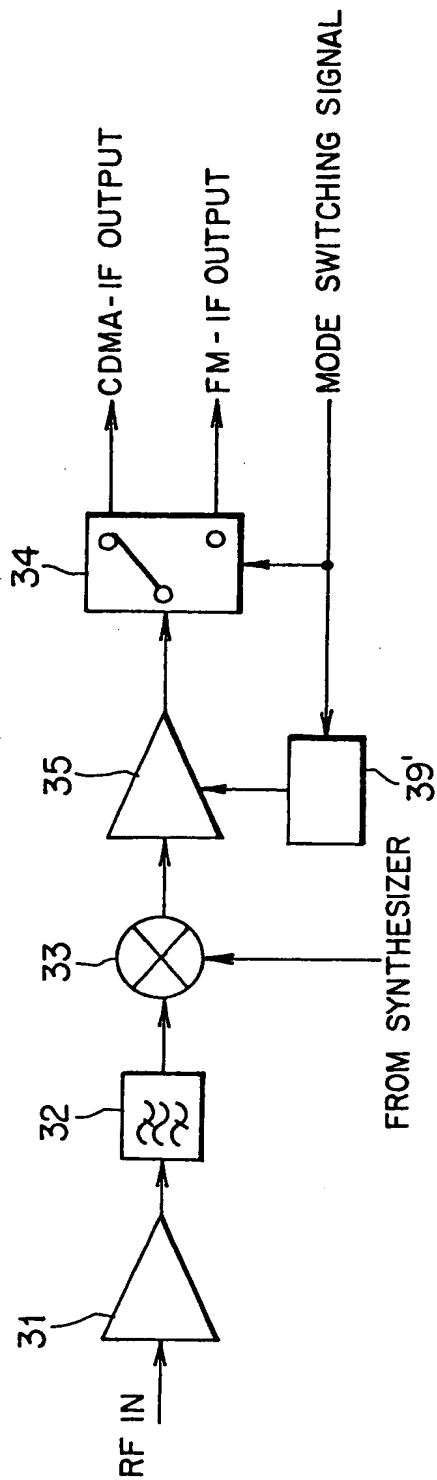 RF IN
31
32
33
FROM SYNTHESIZER
35
39'
34
CDMA-IF OUTPUT
FM-IF OUTPUT
MODE SWITCHING SIGNAL